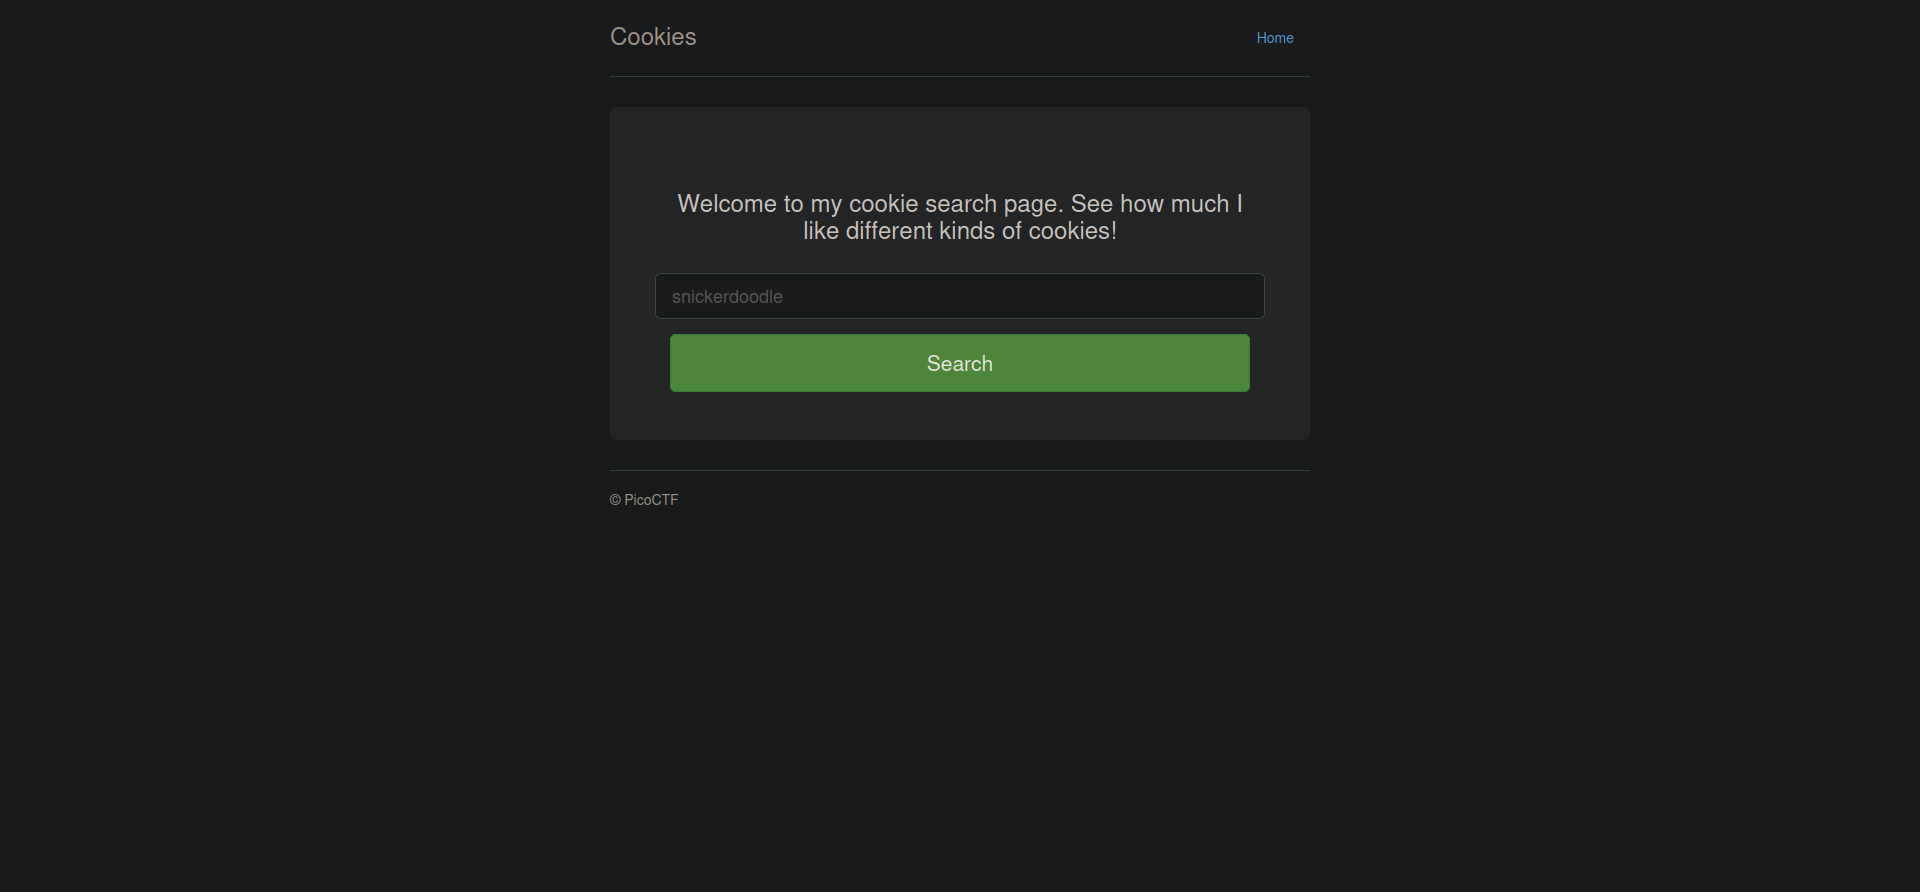 Cookies
Home
Welcome to my cookie search page. See how much I
like different kinds of cookies!
snickerdoodle
Search
© PicoCTF